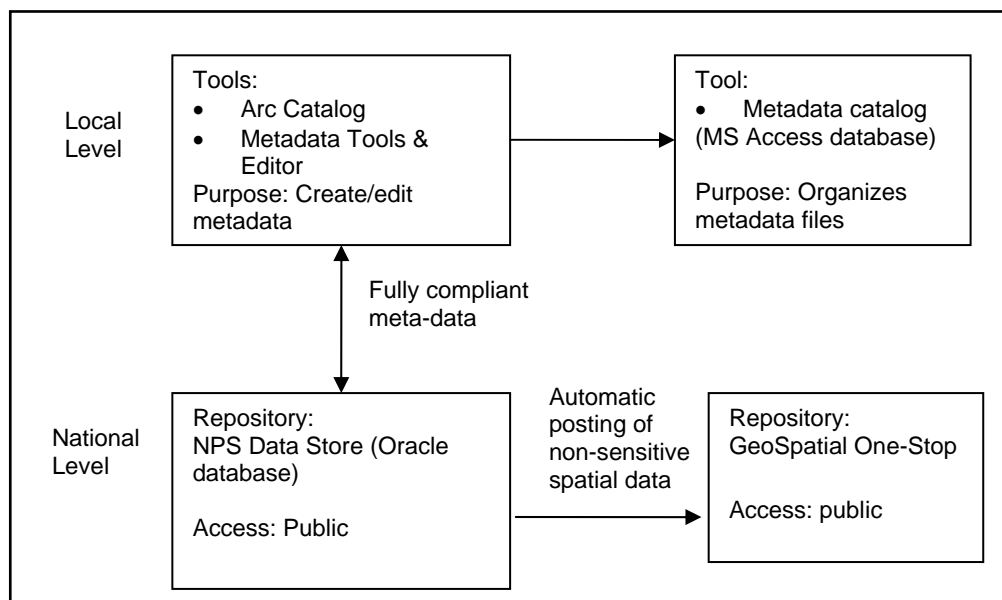 Local
Level
Tools:
• Arc Catalog
• Metadata Tools &
Editor
Purpose: Create/edit
metadata
Tool:
• Metadata catalog
(MS Access database)
Purpose: Organizes
metadata files
Fully compliant
meta-data
National
Level
Repository:
NPS Data Store (Oracle
database)
Access: Public
Automatic
posting of
non-sensitive
spatial data
Repository:
GeoSpatial One-Stop
Access: public